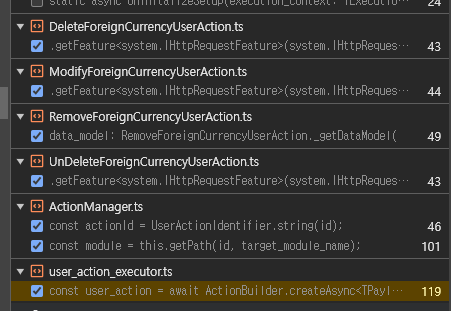 static async onInitializeSetup(execution_context: IExecutio… 24
DeleteForeignCurrencyUserAction.ts
.getFeature<system.IHttpRequestFeature>(system.IHttpReques… 43
ModifyForeignCurrencyUserAction.ts
.getFeature<system.IHttpRequestFeature>(system.IHttpReques… 44
RemoveForeignCurrencyUserAction.ts
data_model: RemoveForeignCurrencyUserAction._getDataModel( 49
UnDeleteForeignCurrencyUserAction.ts
.getFeature<system.IHttpRequestFeature>(system.IHttpReques… 43
ActionManager.ts
const actionId = UserActionIdentifier.string(id); 46
const module = this.getPath(id, target_module_name); 101
user_action_executor.ts
const user_action = await ActionBuilder.createAsync<TPayl… 119